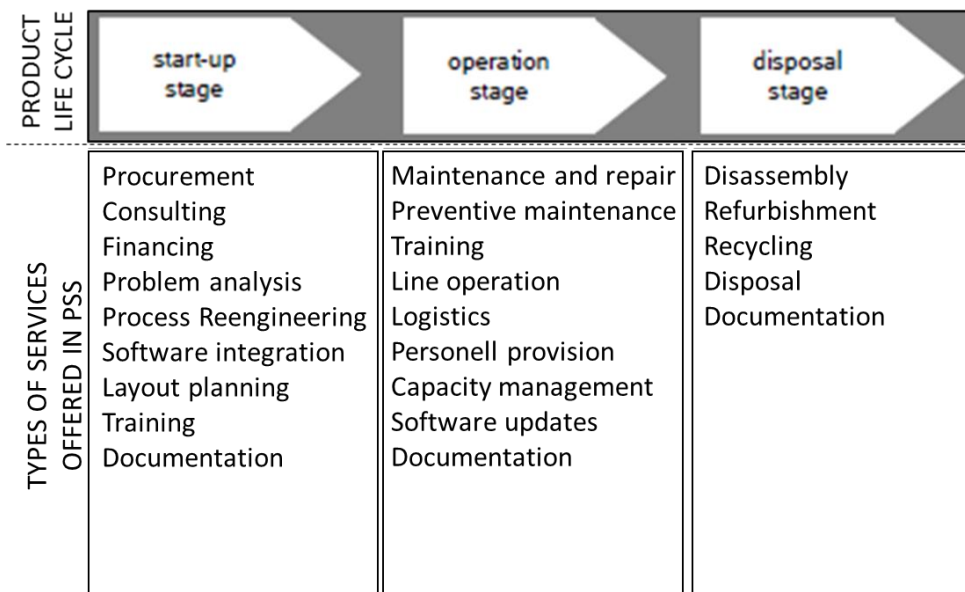 PRODUCT
LIFE CYCLE
start-up
stage
operation
stage
disposal
stage
TYPES OF SERVICES
OFFERED IN PSS
Procurement
Consulting
Financing
Problem analysis
Process Reengineering
Software integration
Layout planning
Training
Documentation
Maintenance and repair
Preventive maintenance
Training
Line operation
Logistics
Personell provision
Capacity management
Software updates
Documentation
Disassembly
Refurbishment
Recycling
Disposal
Documentation